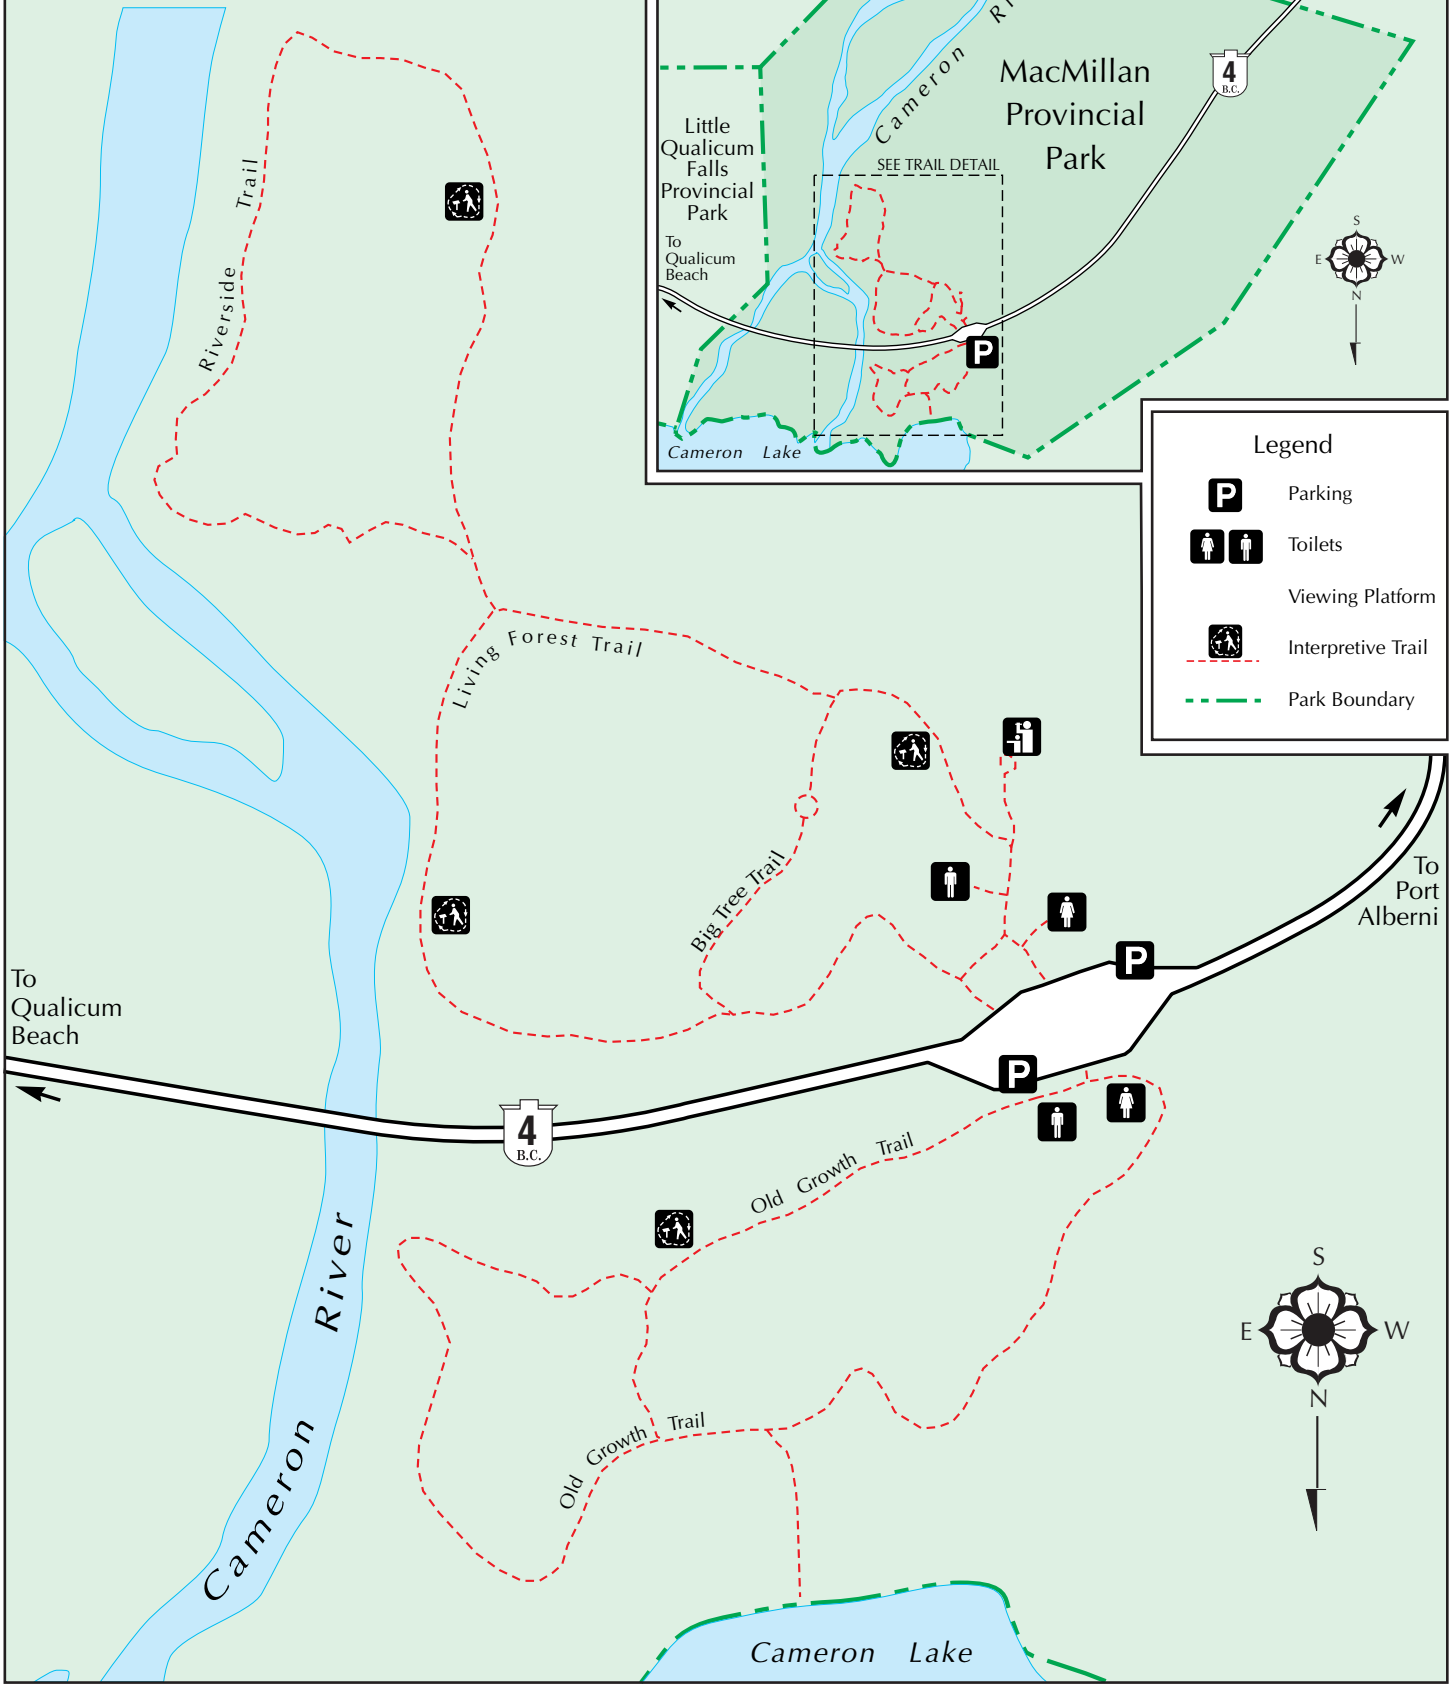 Cameron
Ri
MacMillan
Provincial
Park
4
B.C.
Little
Qualicum
Falls
Provincial
Park
SEE TRAIL DETAIL
To
Qualicum
Beach
S
E
W
N
P
Cameron Lake
Legend
P
Parking
Toilets
Viewing Platform
Interpretive Trail
Park Boundary
Riverside Trail
Living Forest Trail
Big Tree Trail
To
Port
Alberni
P
To
Qualicum
Beach
P
4
B.C.
Old Growth Trail
S
E
W
N
Old Growth Trail
Cameron River
Cameron Lake